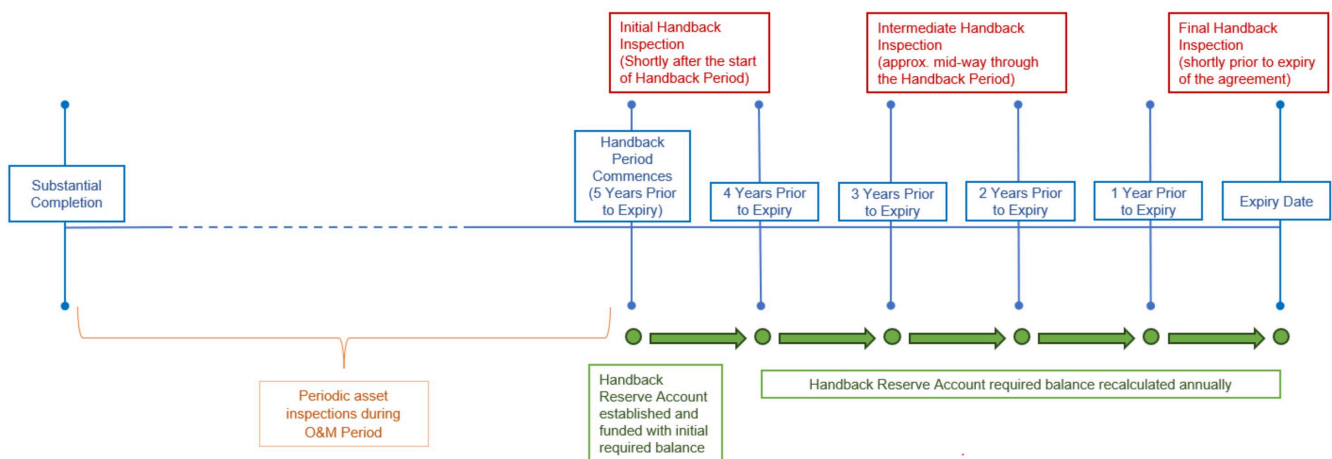 Initial Handback
Inspection
(Shortly after the start
of Handback Period)
Intermediate Handback
Inspection
(approx. mid-way through
the Handback Period)
Final Handback
Inspection
(shortly prior to expiry
of the agreement)
Substantial
Completion
Handback
Period
Commences
(5 Years Prior
to Expiry)
4 Years Prior
to Expiry
3 Years Prior
to Expiry
2 Years Prior
to Expiry
1 Year Prior
to Expiry
Expiry Date
Periodic asset
inspections during
O&M Period
Handback
Reserve Account
established and
funded with initial
required balance
Handback Reserve Account required balance recalculated annually